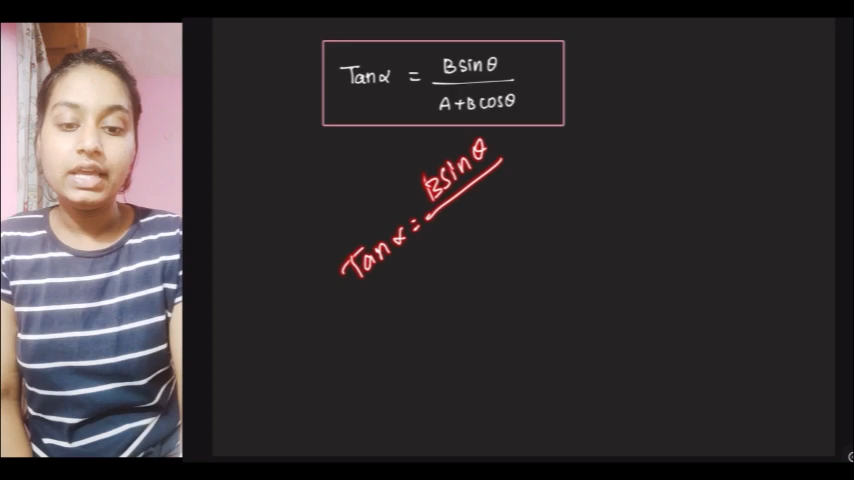 Tanα = Bsinθ / A+Bcosθ
Tanα = Bsinθ